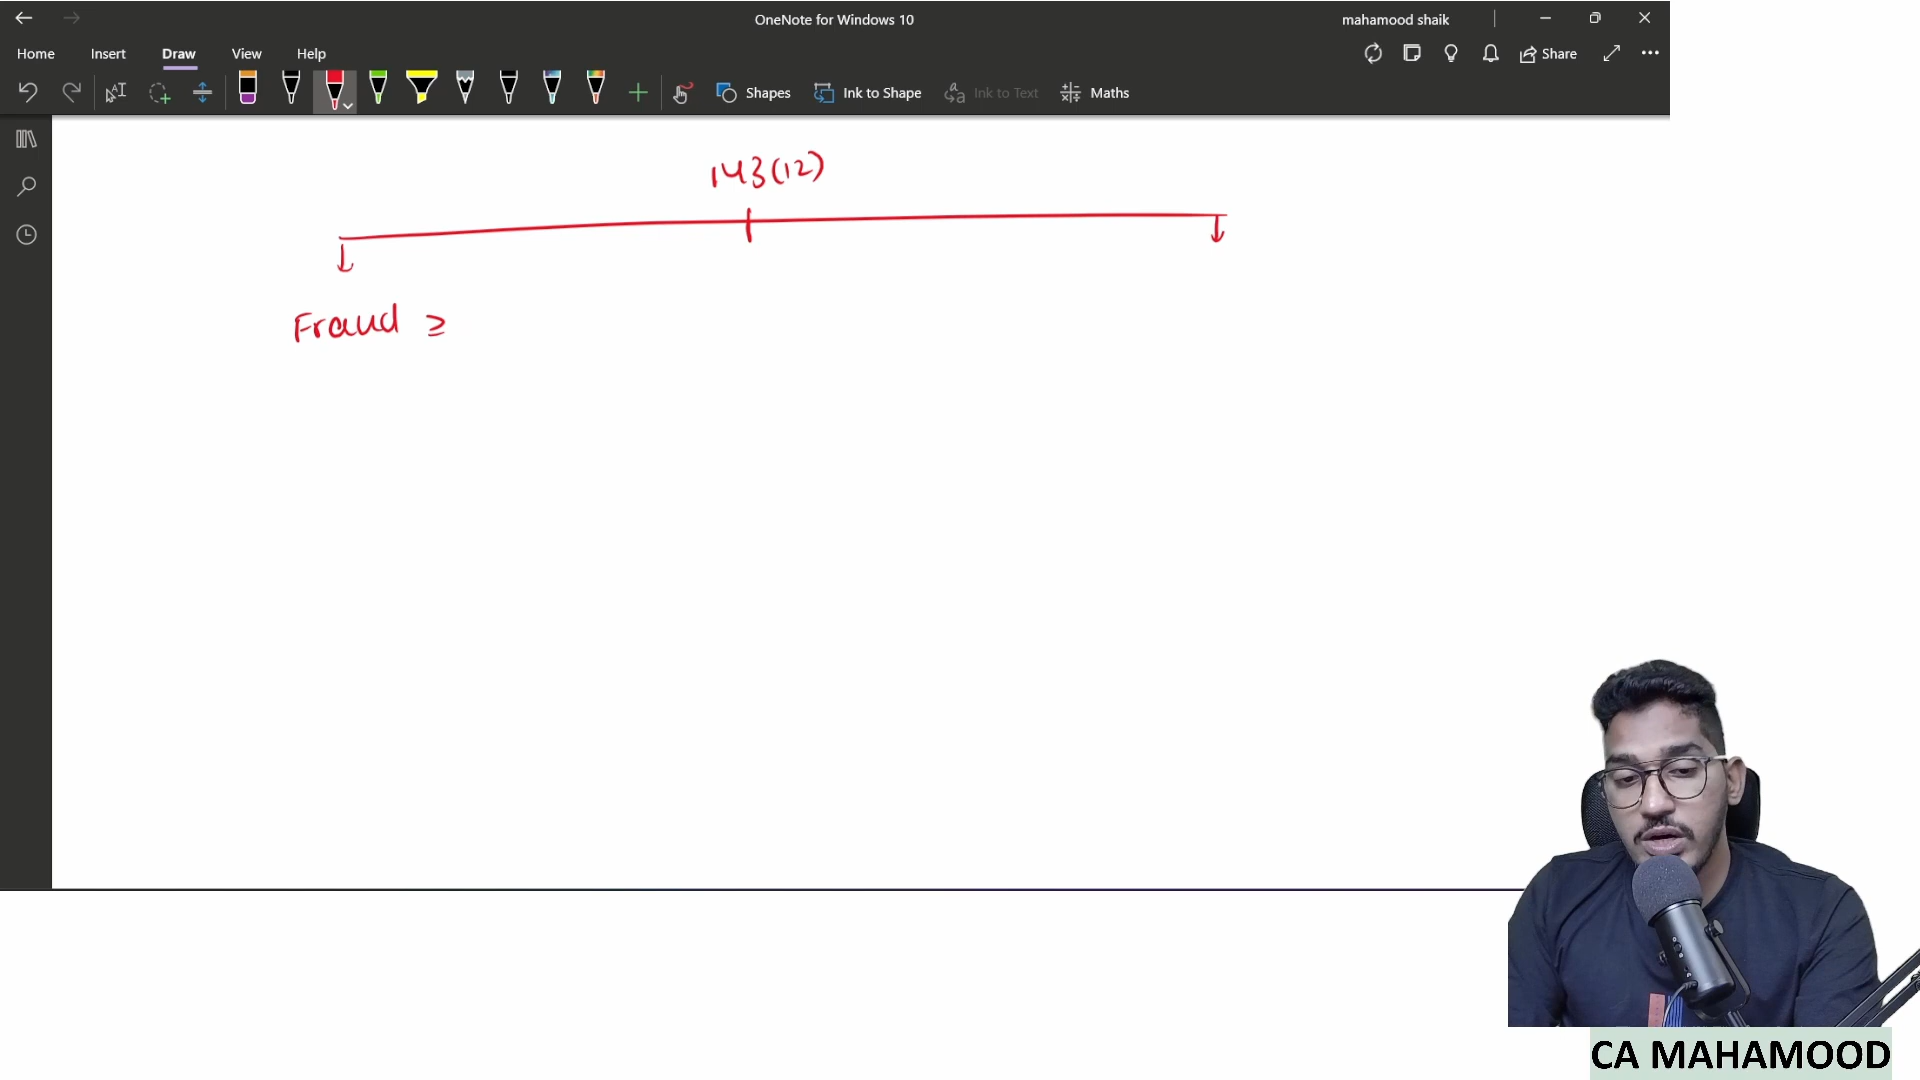 OneNote for Windows 10
mahamood shaik
Home Insert Draw View Help
Share
Shapes Ink to Shape Ink to Text Maths
143(12)
Fraud ≥
CA MAHAMOOD